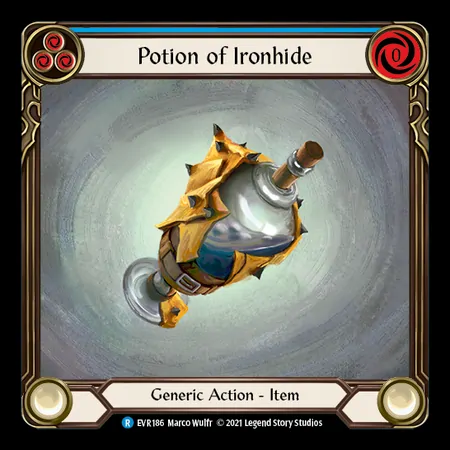 Potion of Ironhide
0
Generic Action - Item
R EVR186 Marco Wulfr © 2021 Legend Story Studios